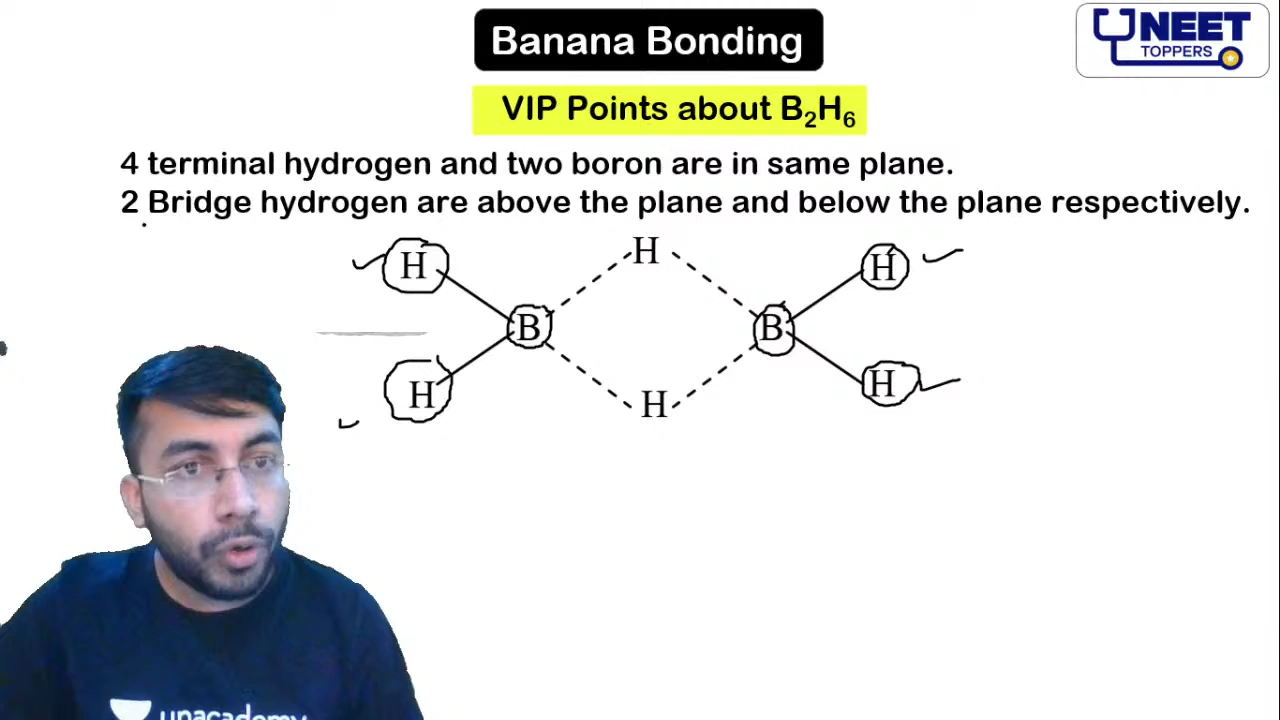 Banana Bonding
NEET
TOPPERS
VIP Points about B₂H₆
4 terminal hydrogen and two boron are in same plane.
2 Bridge hydrogen are above the plane and below the plane respectively.
H H H
B B
H H H
unacademy